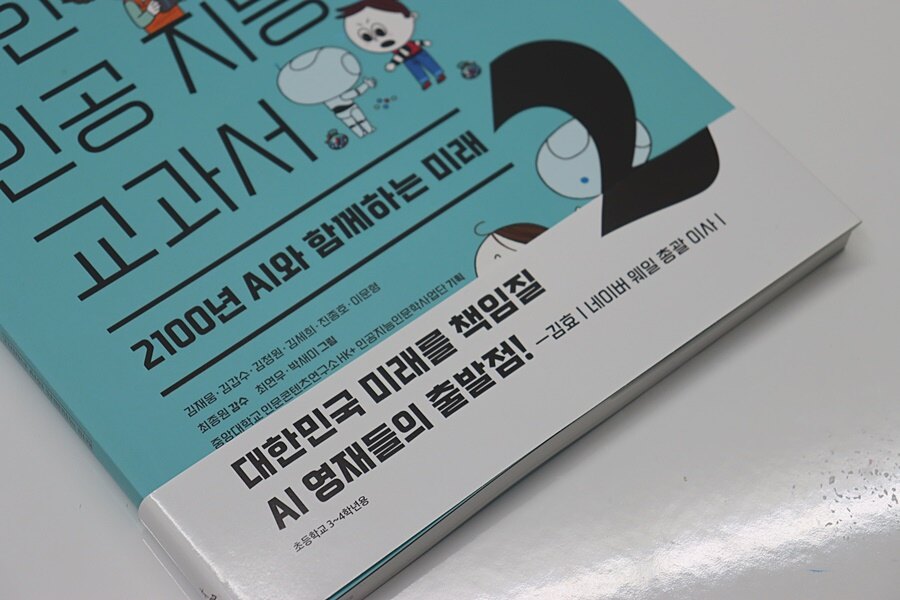 인공지능
교과서
2
2100년 AI와 함께하는 미래
김재웅·김갑수·김정원·김세희·진종호·이문형
최종원 감수 최연우·박새미 그림
중앙대학교 인문콘텐츠연구소 HK+ 인공지능인문학사업단 기획
대한민국 미래를 책임질
AI 영재들의 출발점! —김효 | 네이버 웨일 총괄 이사 |
초등학교 3~4학년용